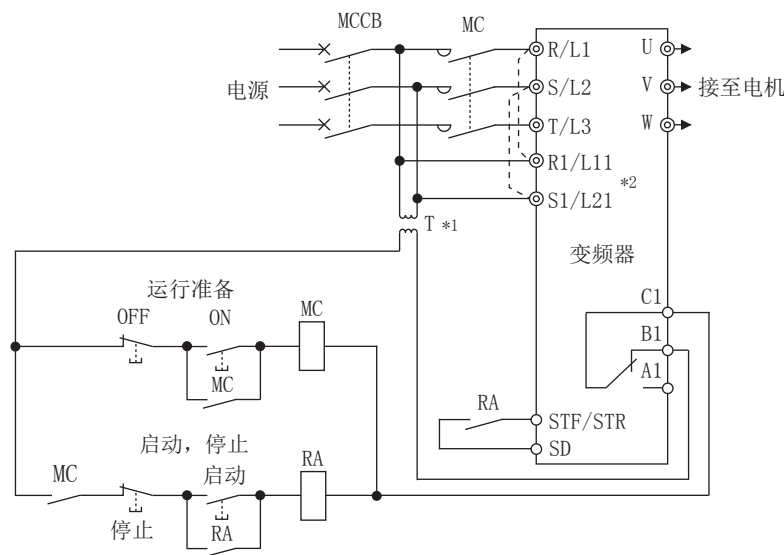 MCCB
MC
电源
R/L1
S/L2
T/L3
R1/L11
S1/L21
*2
U
V
W
接至电机
T *1
变频器
C1
B1
A1
运行准备
OFF
ON
MC
MC
RA
STF/STR
SD
启动，停止
MC
启动
RA
停止
RA